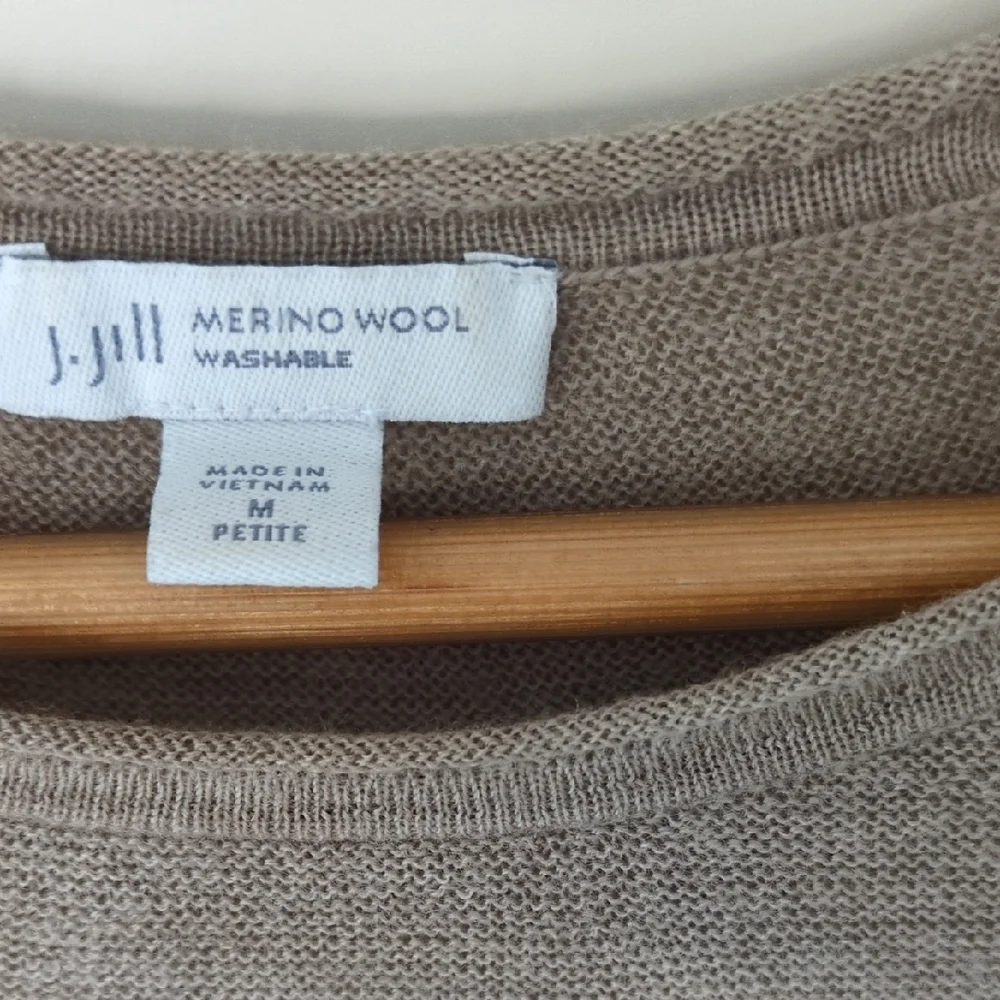 J.Jill MERINO WOOL
WASHABLE
MADE IN
VIETNAM
M
PETITE